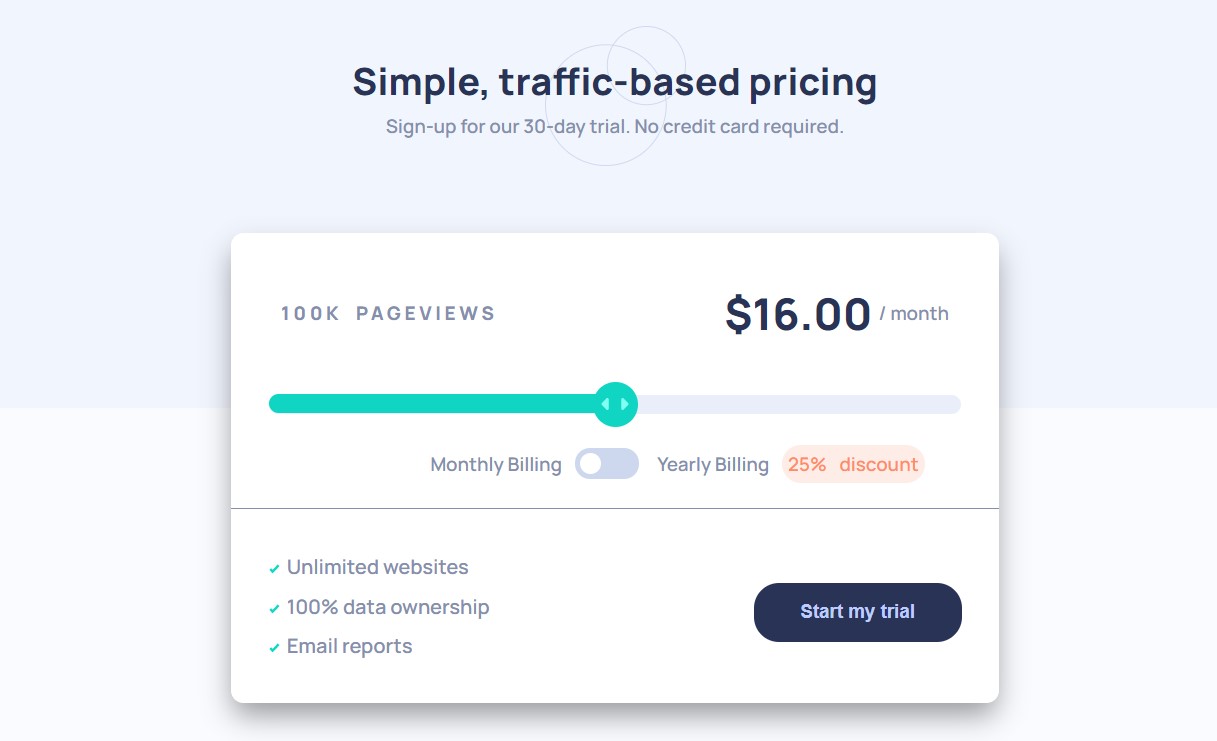 Simple, traffic-based pricing
Sign-up for our 30-day trial. No credit card required.
100K PAGEVIEWS
$16.00 / month
Monthly Billing Yearly Billing 25% discount
Unlimited websites
100% data ownership
Email reports
Start my trial